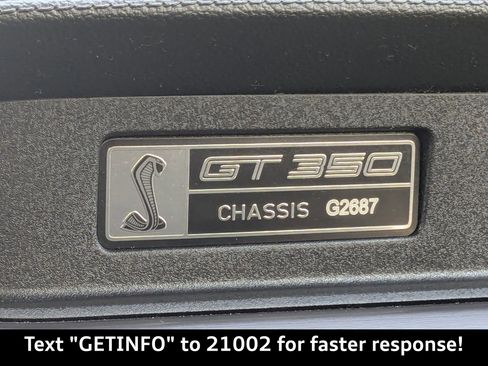 GT 350
CHASSIS G2687
Text "GETINFO" to 21002 for faster response!